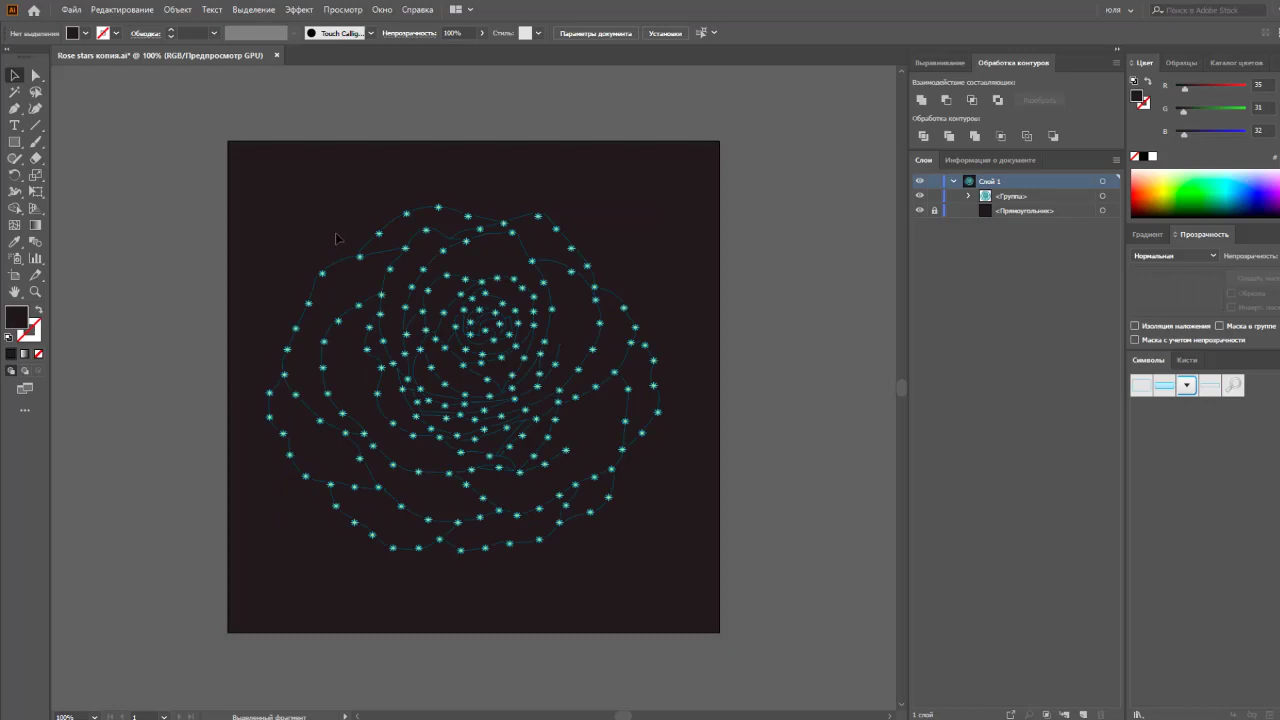 Ai Файл Редактирование Объект Текст Выделение Эффект Просмотр Окно Справка юля Поиск в Adobe Stock
Нет выделения Обводка: Touch Callig... Непрозрачность: 100% Стиль: Параметры документа Установки
Rose stars копия.ai* @ 100% (RGB/Предпросмотр GPU) ×
Выравнивание Обработка контуров Цвет Образцы Каталог цветов
Взаимодействие составляющих:
R 35
Разобрать
G 31
Обработка контуров:
B 32
Слои Информация о документе
#
Слой 1
<Группа>
<Прямоугольник>
Градиент Прозрачность
Нормальная Непрозрачность:
Изоляция наложения Маска в группе
Маска с учетом непрозрачности
Символы Кисти
100% 1 Выделенный фрагмент 1 слой